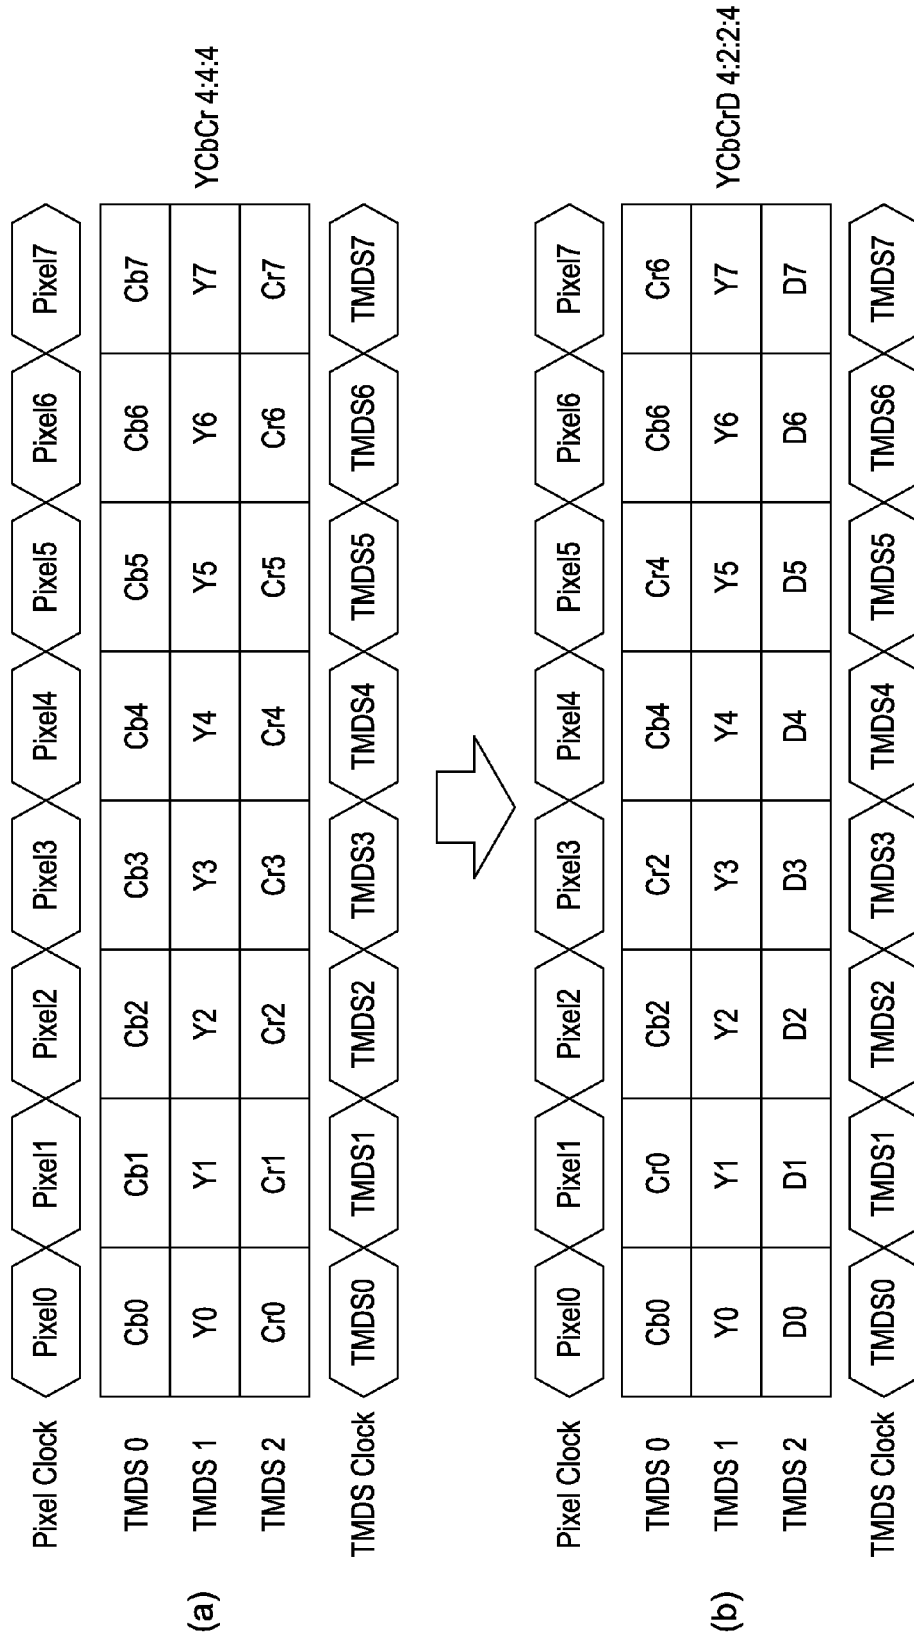 (a)
Pixel Clock Pixel0 Pixel1 Pixel2 Pixel3 Pixel4 Pixel5 Pixel6 Pixel7
TMDS 0 Cb0 Cb1 Cb2 Cb3 Cb4 Cb5 Cb6 Cb7
TMDS 1 Y0 Y1 Y2 Y3 Y4 Y5 Y6 Y7 YCbCr 4:4:4
TMDS 2 Cr0 Cr1 Cr2 Cr3 Cr4 Cr5 Cr6 Cr7
TMDS Clock TMDS0 TMDS1 TMDS2 TMDS3 TMDS4 TMDS5 TMDS6 TMDS7
(b)
Pixel Clock Pixel0 Pixel1 Pixel2 Pixel3 Pixel4 Pixel5 Pixel6 Pixel7
TMDS 0 Cb0 Cr0 Cb2 Cr2 Cb4 Cr4 Cb6 Cr6
TMDS 1 Y0 Y1 Y2 Y3 Y4 Y5 Y6 Y7 YCbCrD 4:2:2:4
TMDS 2 D0 D1 D2 D3 D4 D5 D6 D7
TMDS Clock TMDS0 TMDS1 TMDS2 TMDS3 TMDS4 TMDS5 TMDS6 TMDS7